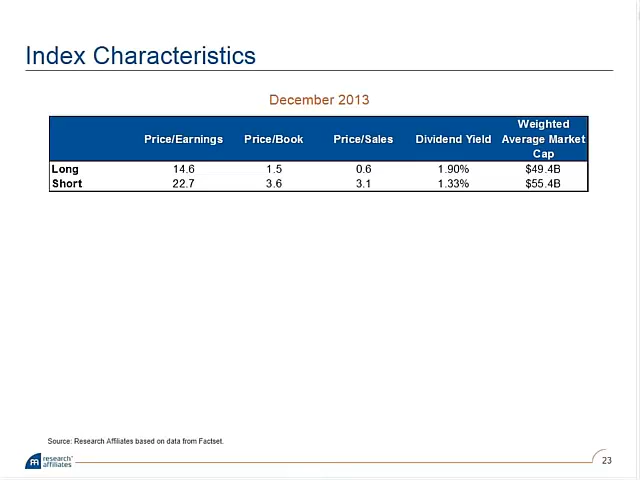 Index Characteristics
December 2013
Weighted
Price/Earnings Price/Book Price/Sales Dividend Yield Average Market
Cap
Long 14.6 1.5 0.6 1.90% $49.4B
Short 22.7 3.6 3.1 1.33% $55.4B
Source: Research Affiliates based on data from Factset.
research
affiliates
23